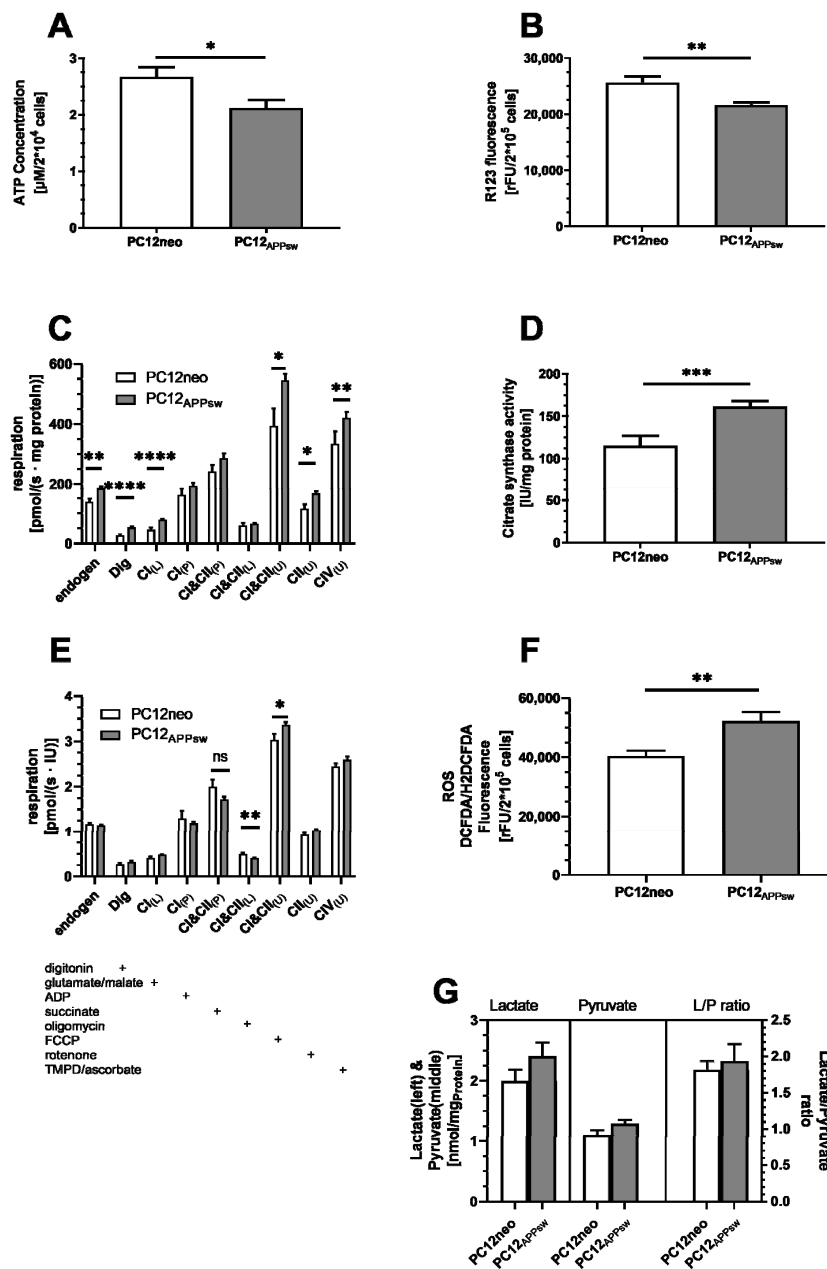 A
ATP Concentration
[µM/2*10⁴ cells]
3
2
1
0
*
PC12neo
PC12APPsw
B
R123 fluorescence
[rFU/2*10⁵ cells]
30,000
20,000
10,000
0
**
PC12neo
PC12APPsw
C
respiration
[pmol/(s · mg protein)]
600
400
200
0
PC12neo
PC12APPsw
**
****
****
*
*
**
endogen
Dig
CI(L)
CI(P)
CI&CII(P)
CI&CII(L)
CI&CII(U)
CII(U)
CIV(U)
D
Citrate synthase activity
[IU/mg protein]
200
150
100
50
0
***
PC12neo
PC12APPsw
E
respiration
[pmol/(s · IU)]
4
3
2
1
0
PC12neo
PC12APPsw
ns
**
*
endogen
Dig
CI(L)
CI(P)
CI&CII(P)
CI&CII(L)
CI&CII(U)
CII(U)
CIV(U)
digitonin +
glutamate/malate +
ADP +
succinate +
oligomycin +
FCCP +
rotenone +
TMPD/ascorbate +
F
ROS
DCFDA/H2DCFDA
Fluorescence
[rFU/2*10⁵ cells]
60,000
40,000
20,000
0
**
PC12neo
PC12APPsw
G
Lactate Pyruvate L/P ratio
Lactate(left) &
Pyruvate(middle)
[nmol/mgProtein]
3
2
1
0
2.5
2.0
1.5
1.0
0.5
0.0
Lactate/Pyruvate
ratio
PC12neo
PC12APPsw
PC12neo
PC12APPsw
PC12neo
PC12APPsw